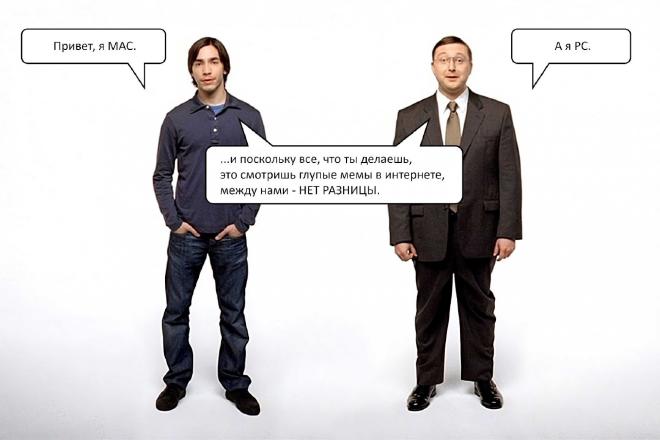 Привет, я MAC.
А я PC.
...и поскольку все, что ты делаешь,
это смотришь глупые мемы в интернете,
между нами - НЕТ РАЗНИЦЫ.